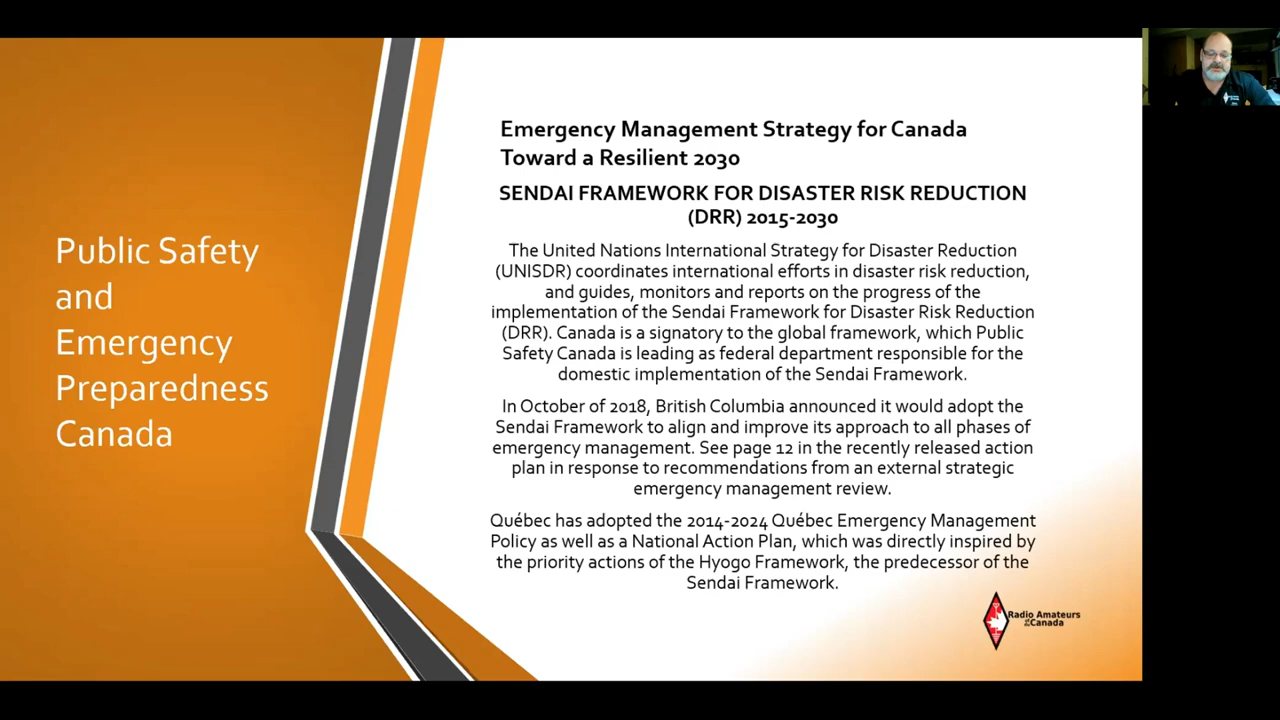 Public Safety
and
Emergency
Preparedness
Canada
Emergency Management Strategy for Canada
Toward a Resilient 2030
SENDAI FRAMEWORK FOR DISASTER RISK REDUCTION
(DRR) 2015-2030
The United Nations International Strategy for Disaster Reduction
(UNISDR) coordinates international efforts in disaster risk reduction,
and guides, monitors and reports on the progress of the
implementation of the Sendai Framework for Disaster Risk Reduction
(DRR). Canada is a signatory to the global framework, which Public
Safety Canada is leading as federal department responsible for the
domestic implementation of the Sendai Framework.
In October of 2018, British Columbia announced it would adopt the
Sendai Framework to align and improve its approach to all phases of
emergency management. See page 12 in the recently released action
plan in response to recommendations from an external strategic
emergency management review.
Québec has adopted the 2014-2024 Québec Emergency Management
Policy as well as a National Action Plan, which was directly inspired by
the priority actions of the Hyogo Framework, the predecessor of the
Sendai Framework.
Radio Amateurs
of Canada